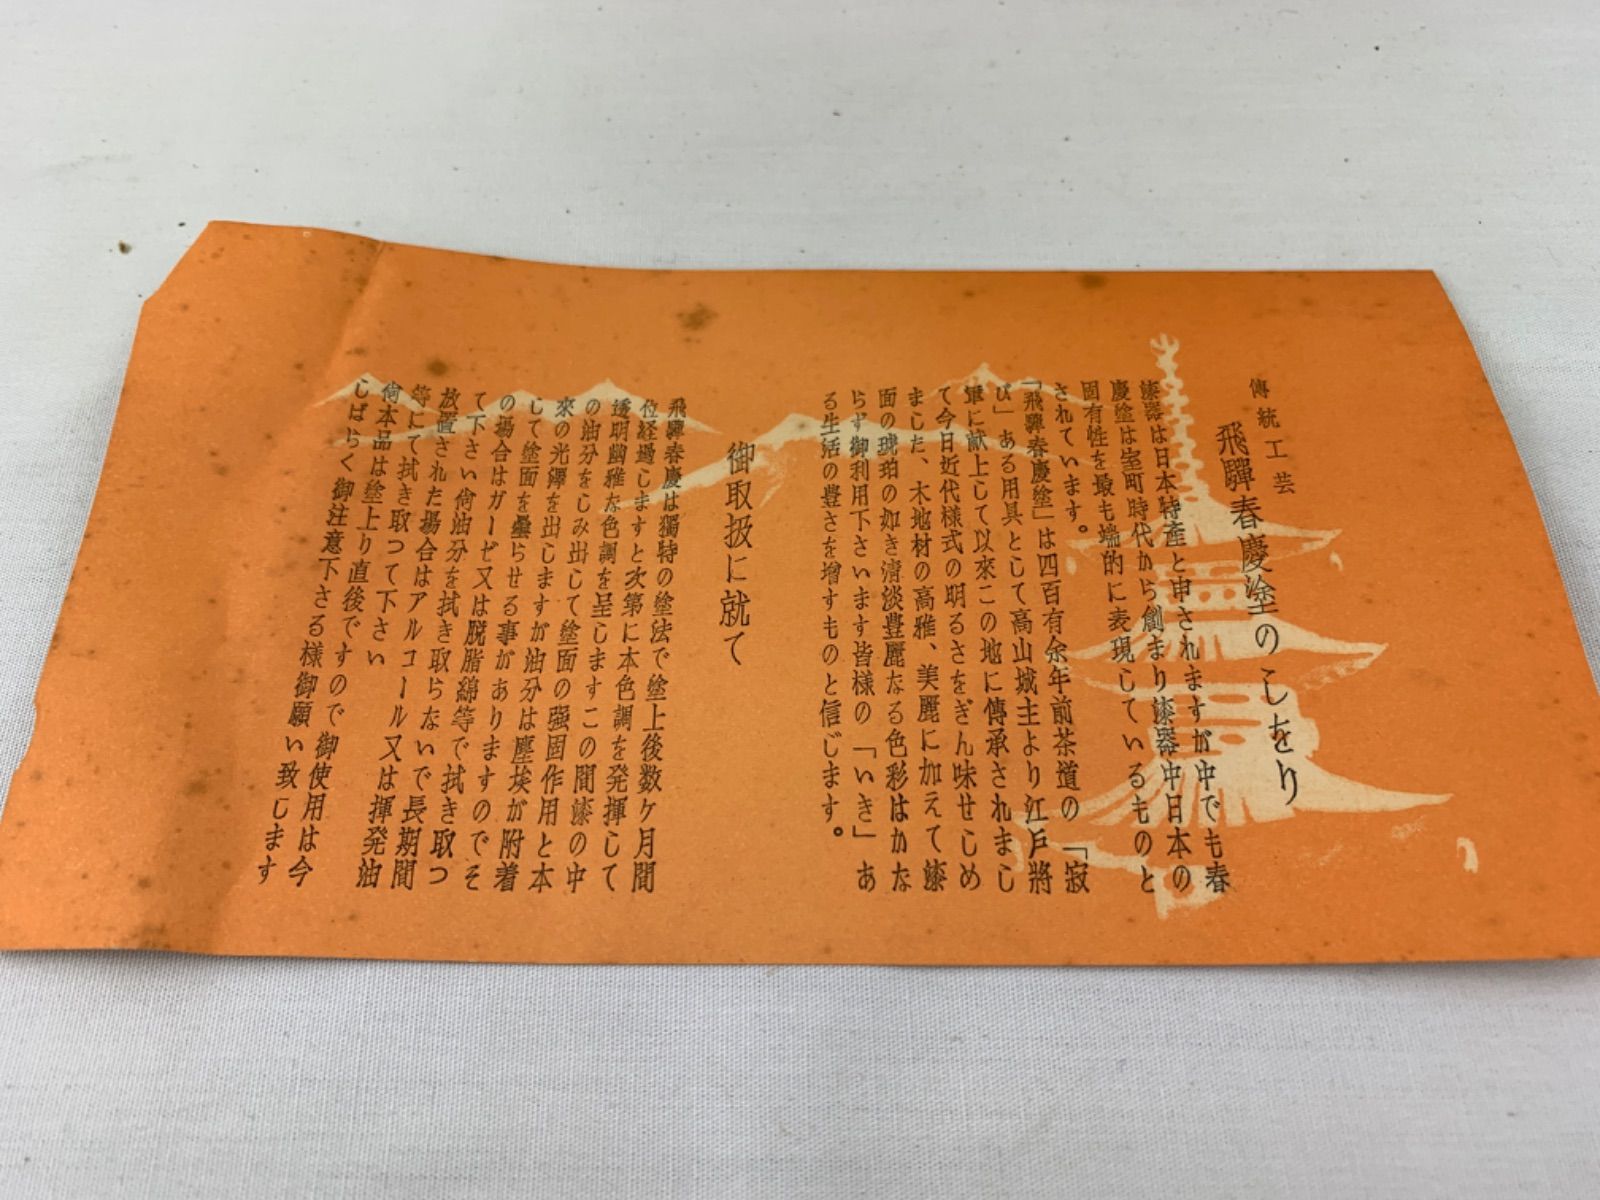 傳統工芸
飛驒春慶塗のしをり
漆器は日本特產と申されますが中でも春
慶塗は室町時代から創まり漆器中日本の
固有性を最も端的に表現しているものと
されています。
「飛驒春慶塗」は四百有余年前茶道の「寂
び」ある用具として高山城主より江戸將
軍に献上して以來この地に傳承されまし
て今日近代様式の明るさをぎん味せしめ
ました、木地材の高雅、美麗に加えて漆
面の琥珀の如き清淡豊麗なる色彩はかな
らず御利用下さいます皆様の「いき」あ
る生活の豊さを增すものと信じます。
御取扱に就て
飛驒春慶は獨特の塗法で塗上後数ケ月間
位経過しますと次第に本色調を発揮して
透明幽雅な色調を呈しますこの間漆の中
の油分をしみ出して塗面の强固作用と本
來の光澤を出しますが油分は塵埃が附着
して塗面を曇らせる事がありますのでそ
の場合はガーゼ又は脱脂綿等で拭き取つ
て下さい尙油分を拭き取らないで長期間
放置された場合はアルコール又は揮発油
等にて拭き取つて下さい
尙本品は塗上り直後ですので御使用は今
しばらく御注意下さる様御願い致します